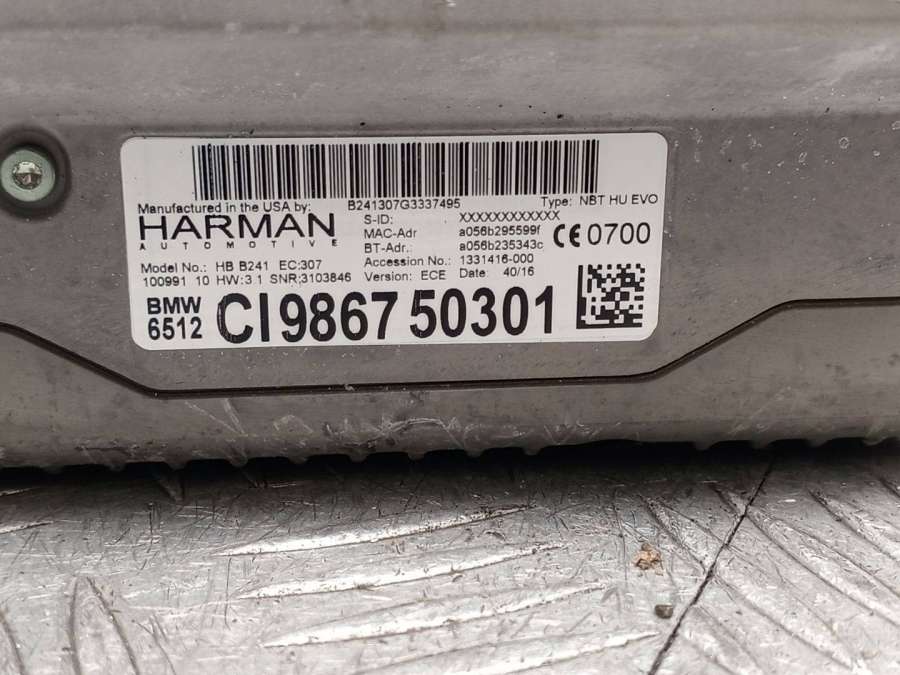 B241307G3337495
Type: NBT HU EVO
Manufactured in the USA by:
HARMAN
AUTOMOTIVE
S-ID: XXXXXXXXXXXX
MAC-Adr a056b295599f
BT-Adr.: a056b235343c
CE 0700
Accession No.: 1331416-000
Model No.: HB B241 EC:307
100991 10 HW:3 1 SNR;3103846
Version: ECE Date: 40/16
BMW
6512
CI9867 50301